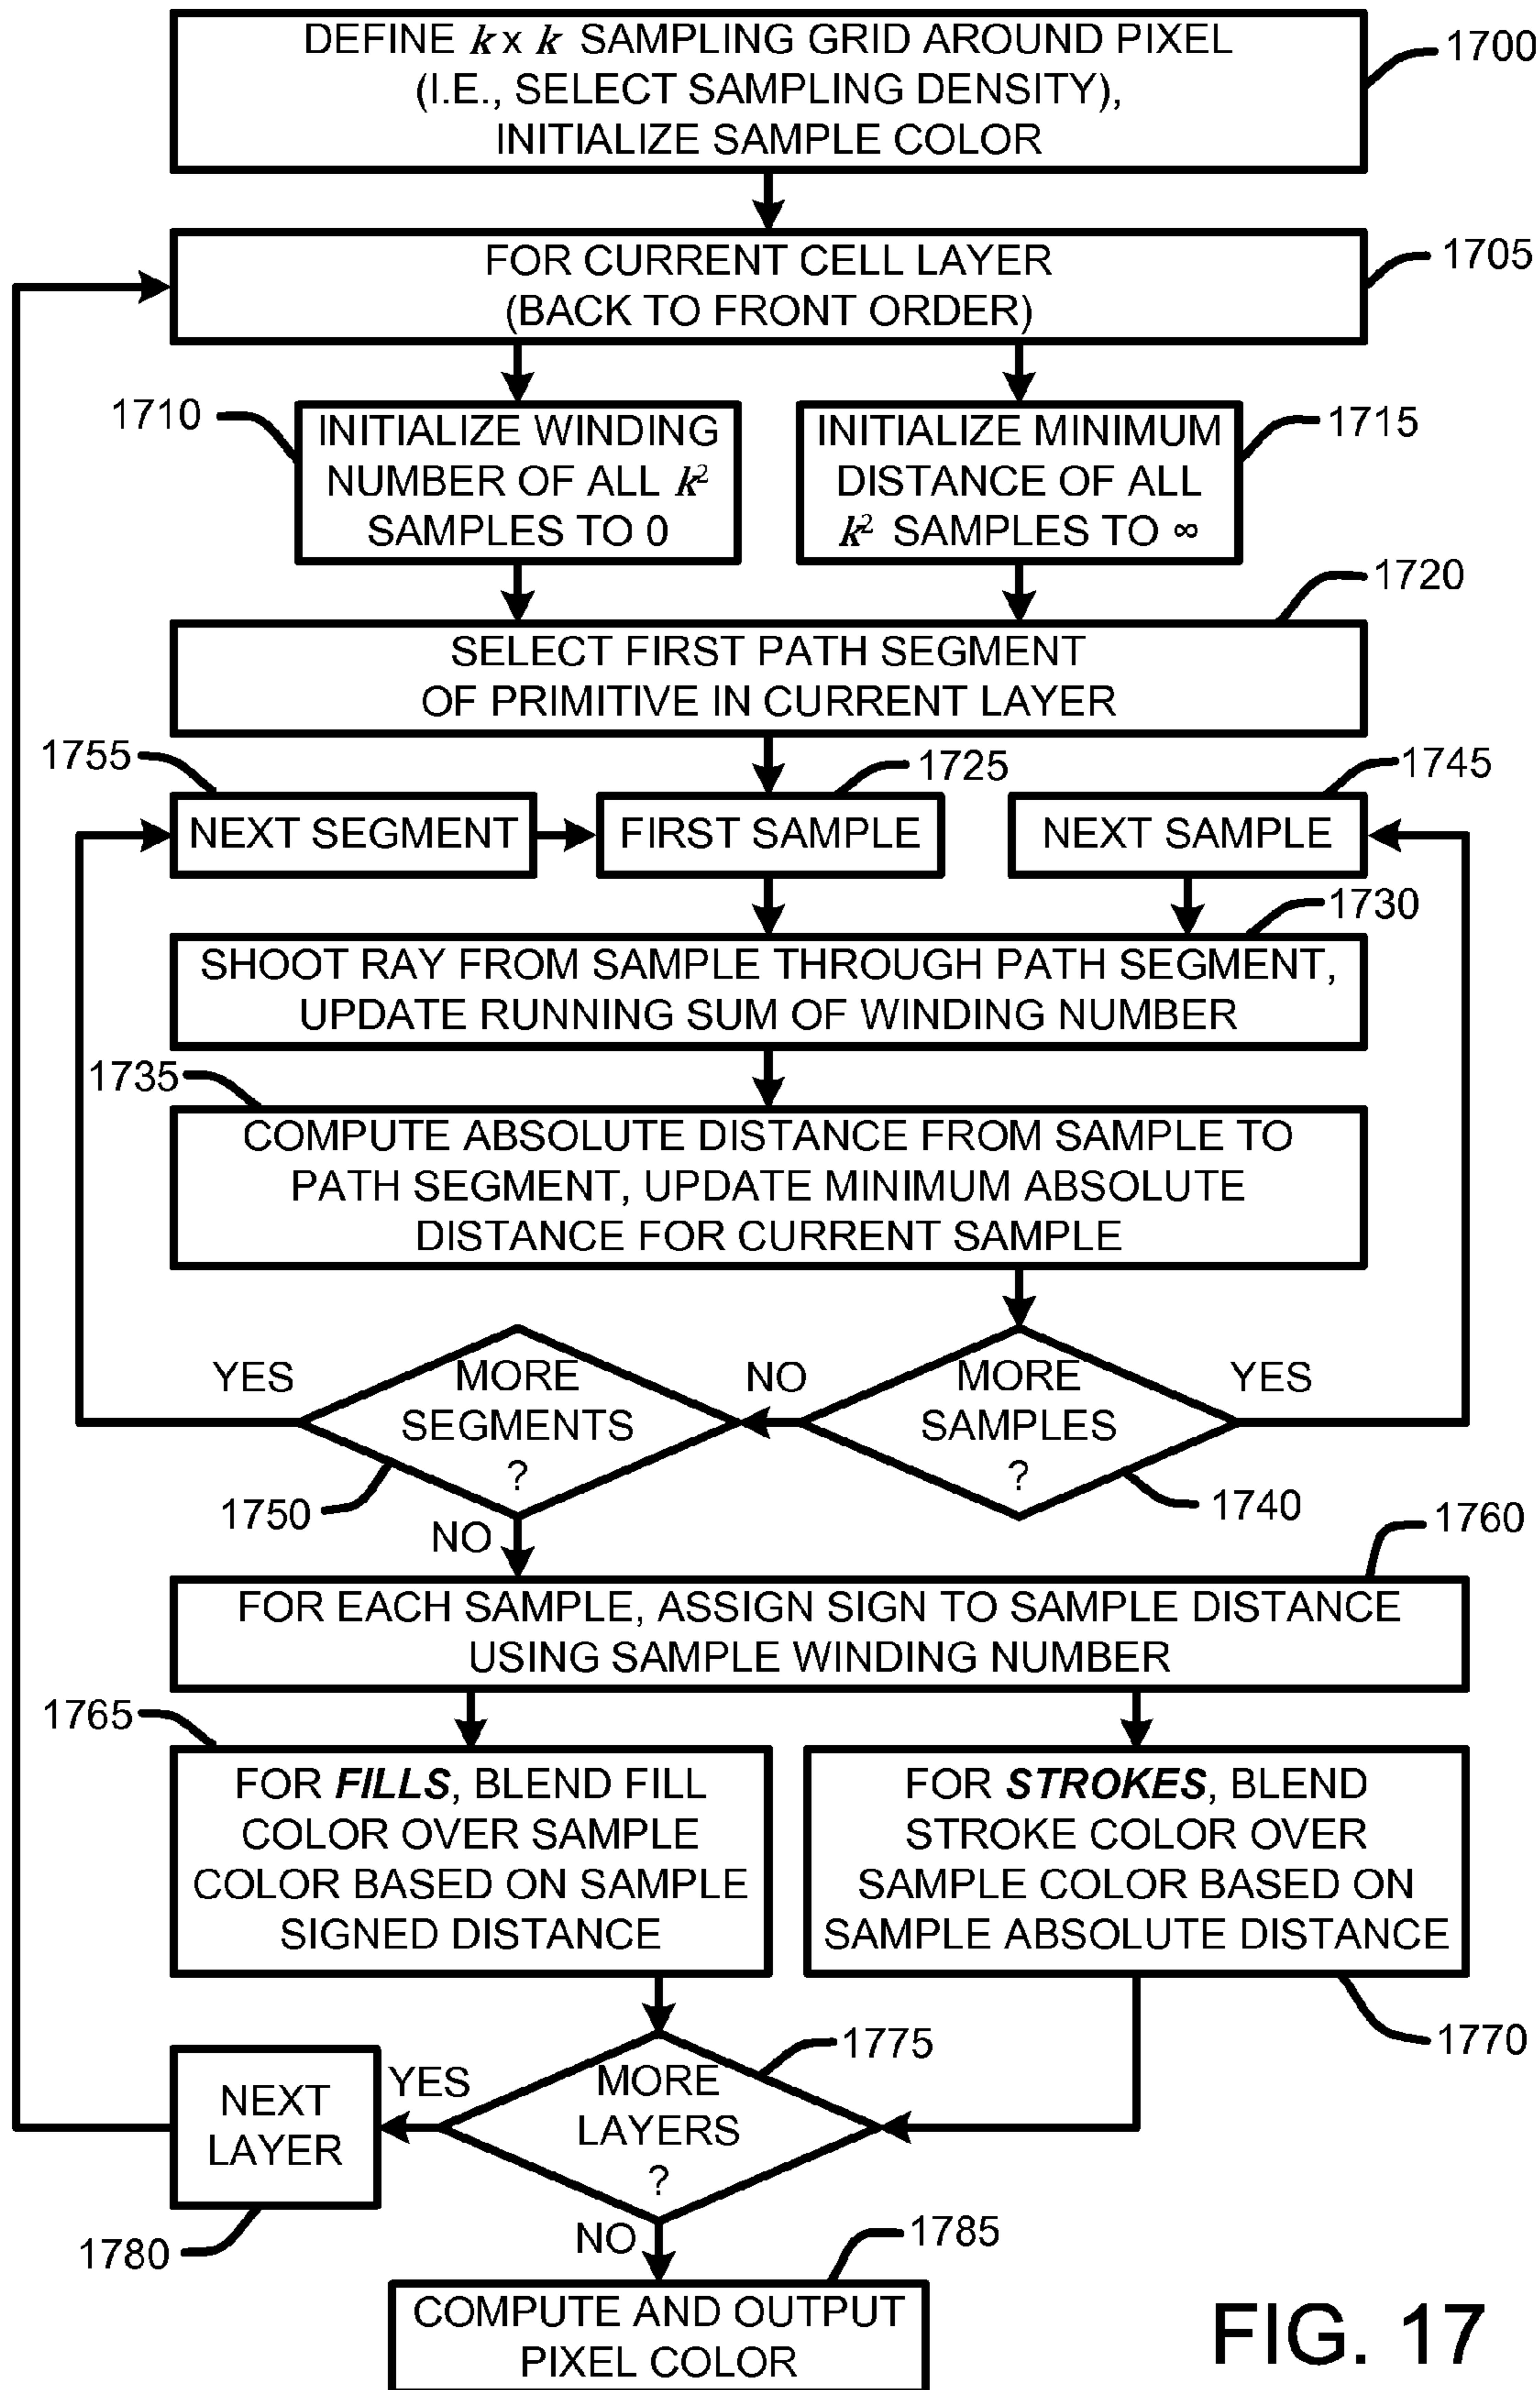 DEFINE k x k SAMPLING GRID AROUND PIXEL
(I.E., SELECT SAMPLING DENSITY),
INITIALIZE SAMPLE COLOR
1700
FOR CURRENT CELL LAYER
(BACK TO FRONT ORDER)
1705
1710
INITIALIZE WINDING
NUMBER OF ALL k²
SAMPLES TO 0
INITIALIZE MINIMUM
DISTANCE OF ALL
k² SAMPLES TO ∞
1715
1720
SELECT FIRST PATH SEGMENT
OF PRIMITIVE IN CURRENT LAYER
1755
1725
1745
NEXT SEGMENT
FIRST SAMPLE
NEXT SAMPLE
1730
SHOOT RAY FROM SAMPLE THROUGH PATH SEGMENT,
UPDATE RUNNING SUM OF WINDING NUMBER
1735
COMPUTE ABSOLUTE DISTANCE FROM SAMPLE TO
PATH SEGMENT, UPDATE MINIMUM ABSOLUTE
DISTANCE FOR CURRENT SAMPLE
YES
MORE
SEGMENTS
?
NO
MORE
SAMPLES
?
YES
1750
1740
NO
1760
FOR EACH SAMPLE, ASSIGN SIGN TO SAMPLE DISTANCE
USING SAMPLE WINDING NUMBER
1765
FOR FILLS, BLEND FILL
COLOR OVER SAMPLE
COLOR BASED ON SAMPLE
SIGNED DISTANCE
FOR STROKES, BLEND
STROKE COLOR OVER
SAMPLE COLOR BASED ON
SAMPLE ABSOLUTE DISTANCE
1770
1775
NEXT
LAYER
YES
MORE
LAYERS
?
1780
NO
1785
COMPUTE AND OUTPUT
PIXEL COLOR
FIG. 17